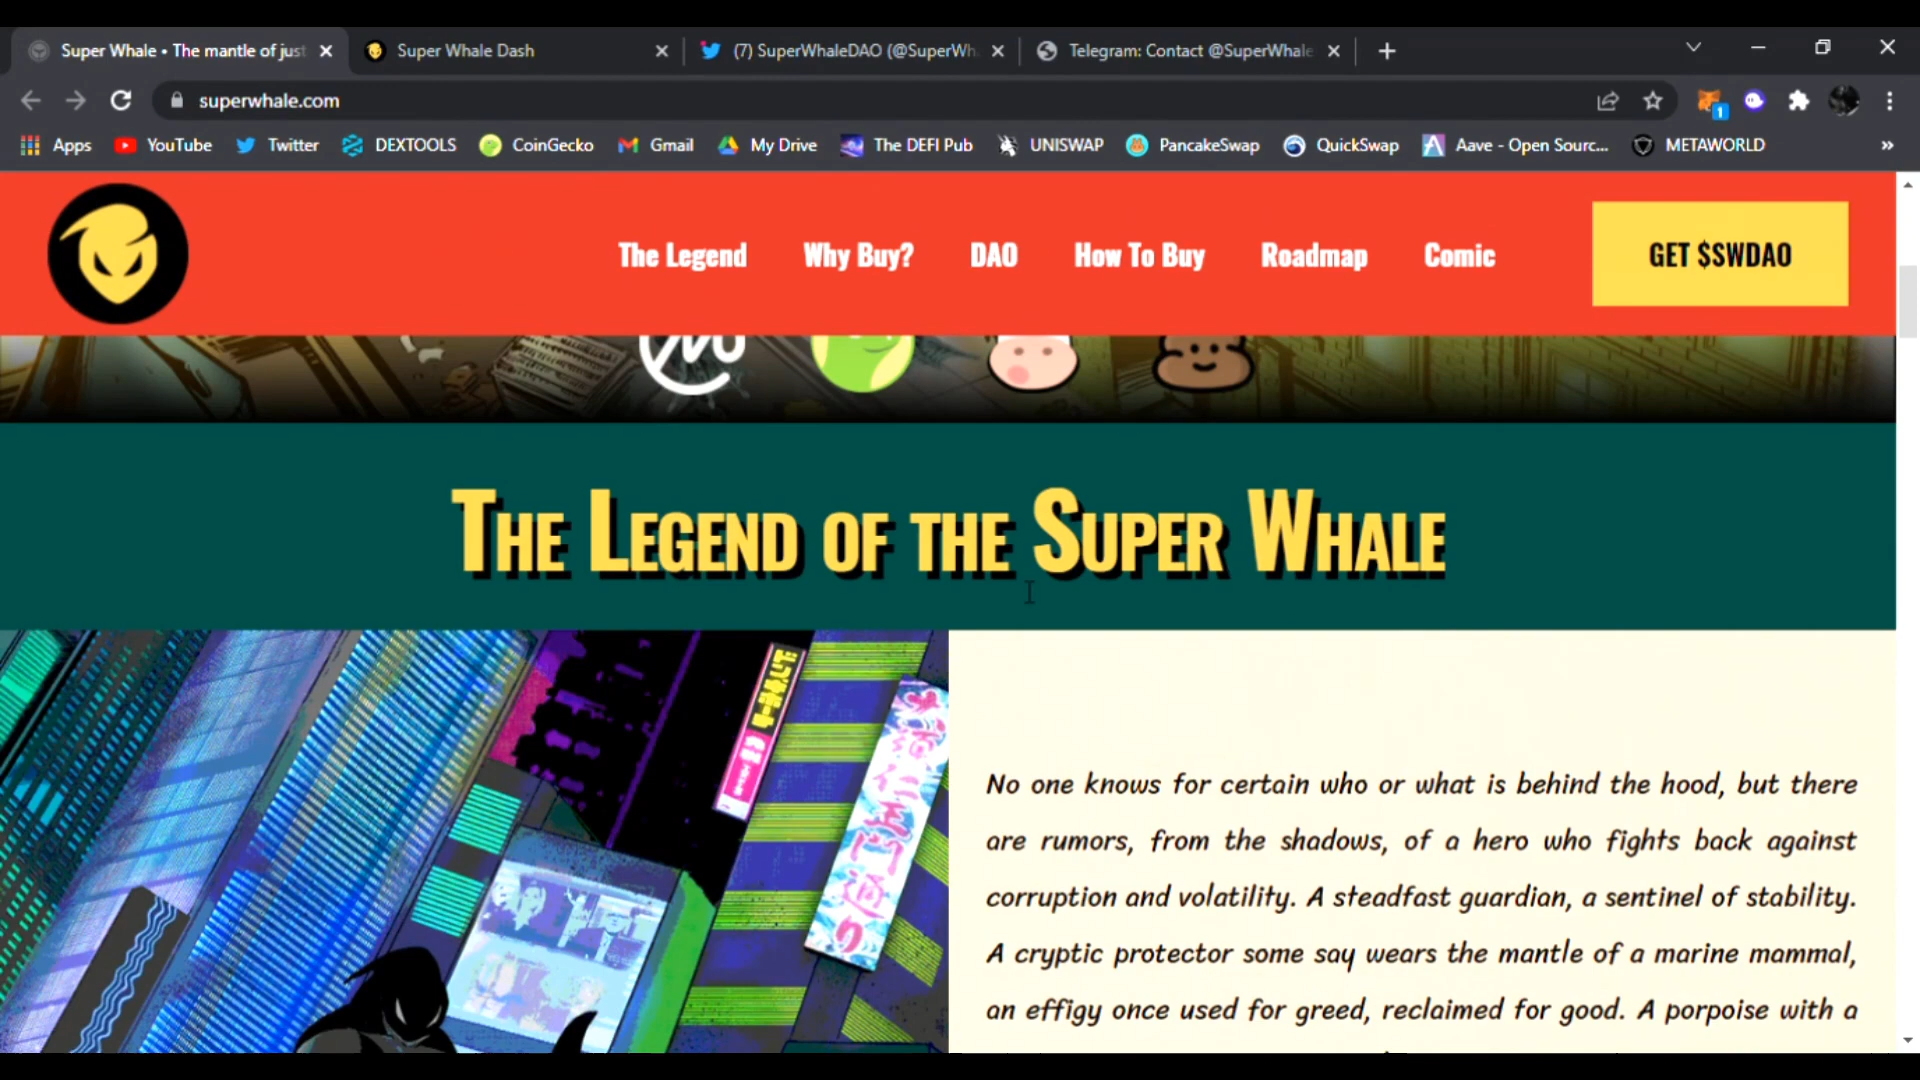 Super Whale • The mantle of just
Super Whale Dash
(7) SuperWhaleDAO (@SuperWh
Telegram: Contact @SuperWhale
superwhale.com
1
Apps
YouTube
Twitter
DEXTOOLS
CoinGecko
Gmail
My Drive
The DEFI Pub
UNISWAP
PancakeSwap
QuickSwap
Aave - Open Sourc...
METAWORLD
»
The Legend
Why Buy?
DAO
How To Buy
Roadmap
Comic
GET $SWDAO
THE LEGEND OF THE SUPER WHALE
No one knows for certain who or what is behind the hood, but there
are rumors, from the shadows, of a hero who fights back against
corruption and volatility. A steadfast guardian, a sentinel of stability.
A cryptic protector some say wears the mantle of a marine mammal,
an effigy once used for greed, reclaimed for good. A porpoise with a